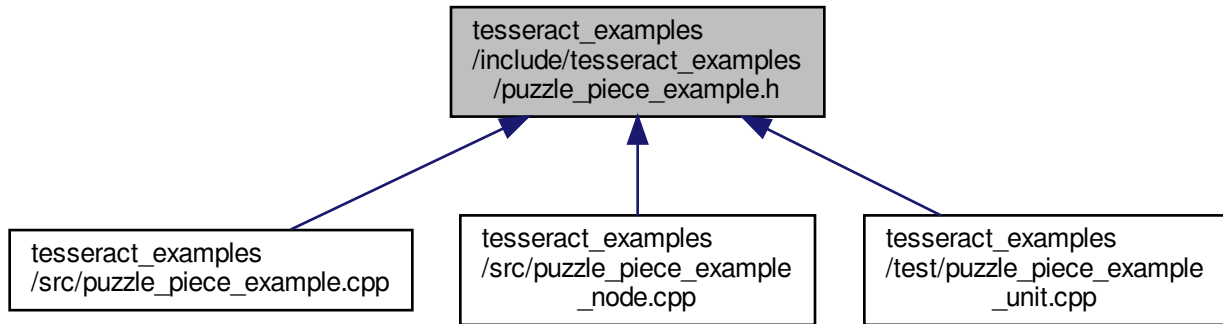 tesseract_examples
/include/tesseract_examples
/puzzle_piece_example.h
tesseract_examples
/src/puzzle_piece_example.cpp
tesseract_examples
/src/puzzle_piece_example
_node.cpp
tesseract_examples
/test/puzzle_piece_example
_unit.cpp